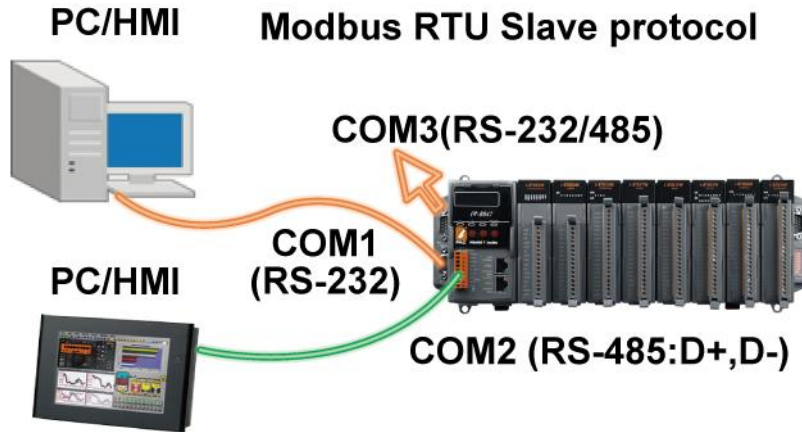 PC/HMI
Modbus RTU Slave protocol
COM3(RS-232/485)
COM1
(RS-232)
PC/HMI
COM2 (RS-485:D+,D-)